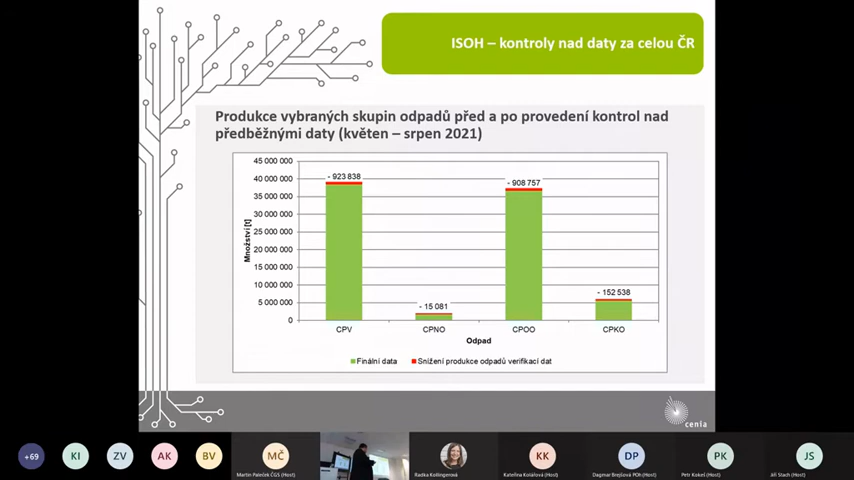 ISOH – kontroly nad daty za celou ČR
Produkce vybraných skupin odpadů před a po provedení kontrol nad
předběžnými daty (květen – srpen 2021)
45 000 000
40 000 000
35 000 000
30 000 000
25 000 000
20 000 000
15 000 000
10 000 000
5 000 000
0
Množství [t]
- 923 838
- 15 081
- 908 757
- 152 538
CPV
CPNO
CPOO
CPKO
Odpad
Finální data
Snížení produkce odpadů verifikací dat
cenia
+69
KI
ZV
AK
BV
MČ
KK
DP
PK
JS
Martin Paleček ČGS (Host)
Radka Kollingerová
Kateřina Kolářová (Host)
Dagmar Brejšová POh (Host)
Petr Kokeš (Host)
Jiří Stach (Host)